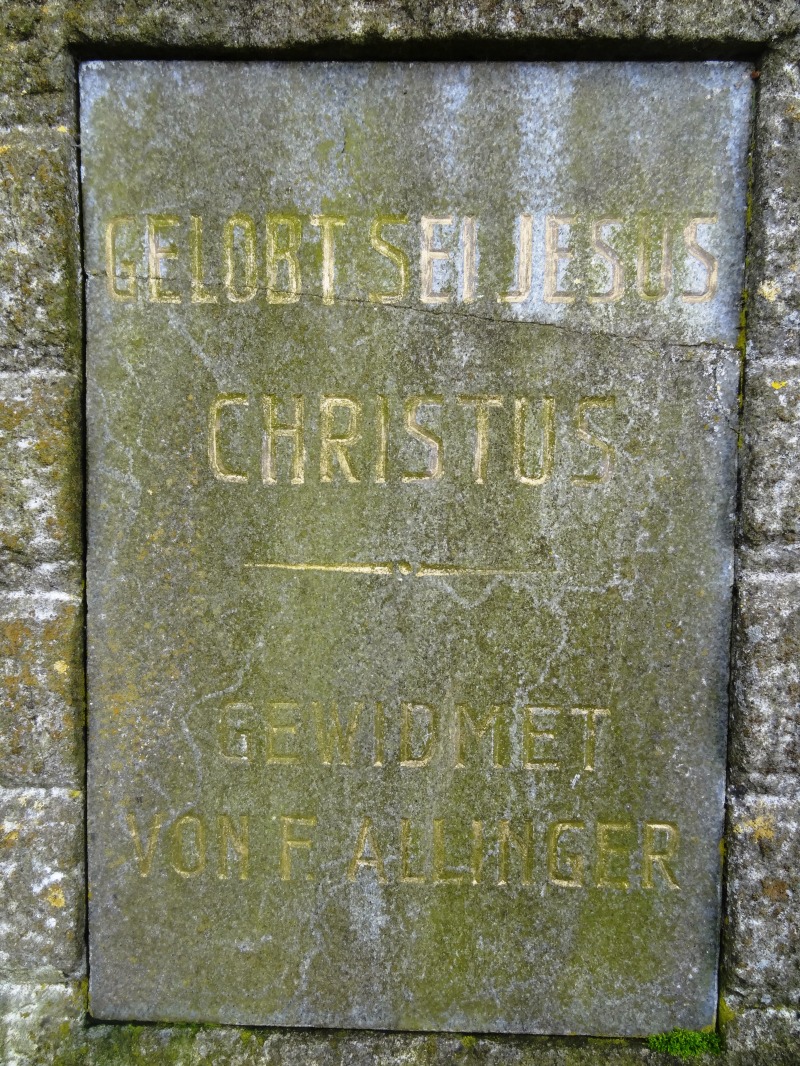 GELOBT SEI JESUS
CHRISTUS
GEWIDMET
VON F. ALLINGER